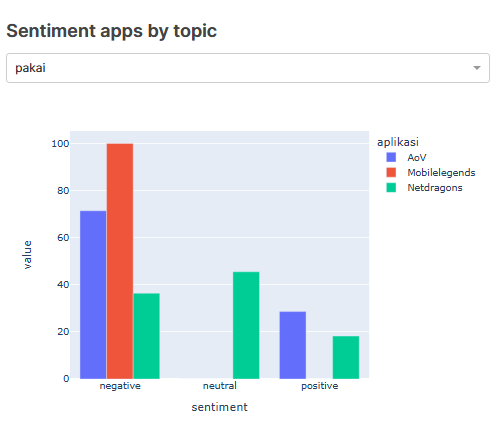 Sentiment apps by topic
pakai
aplikasi
AoV
Mobilelegends
Netdragons
value
100
80
60
40
20
0
negative neutral positive
sentiment